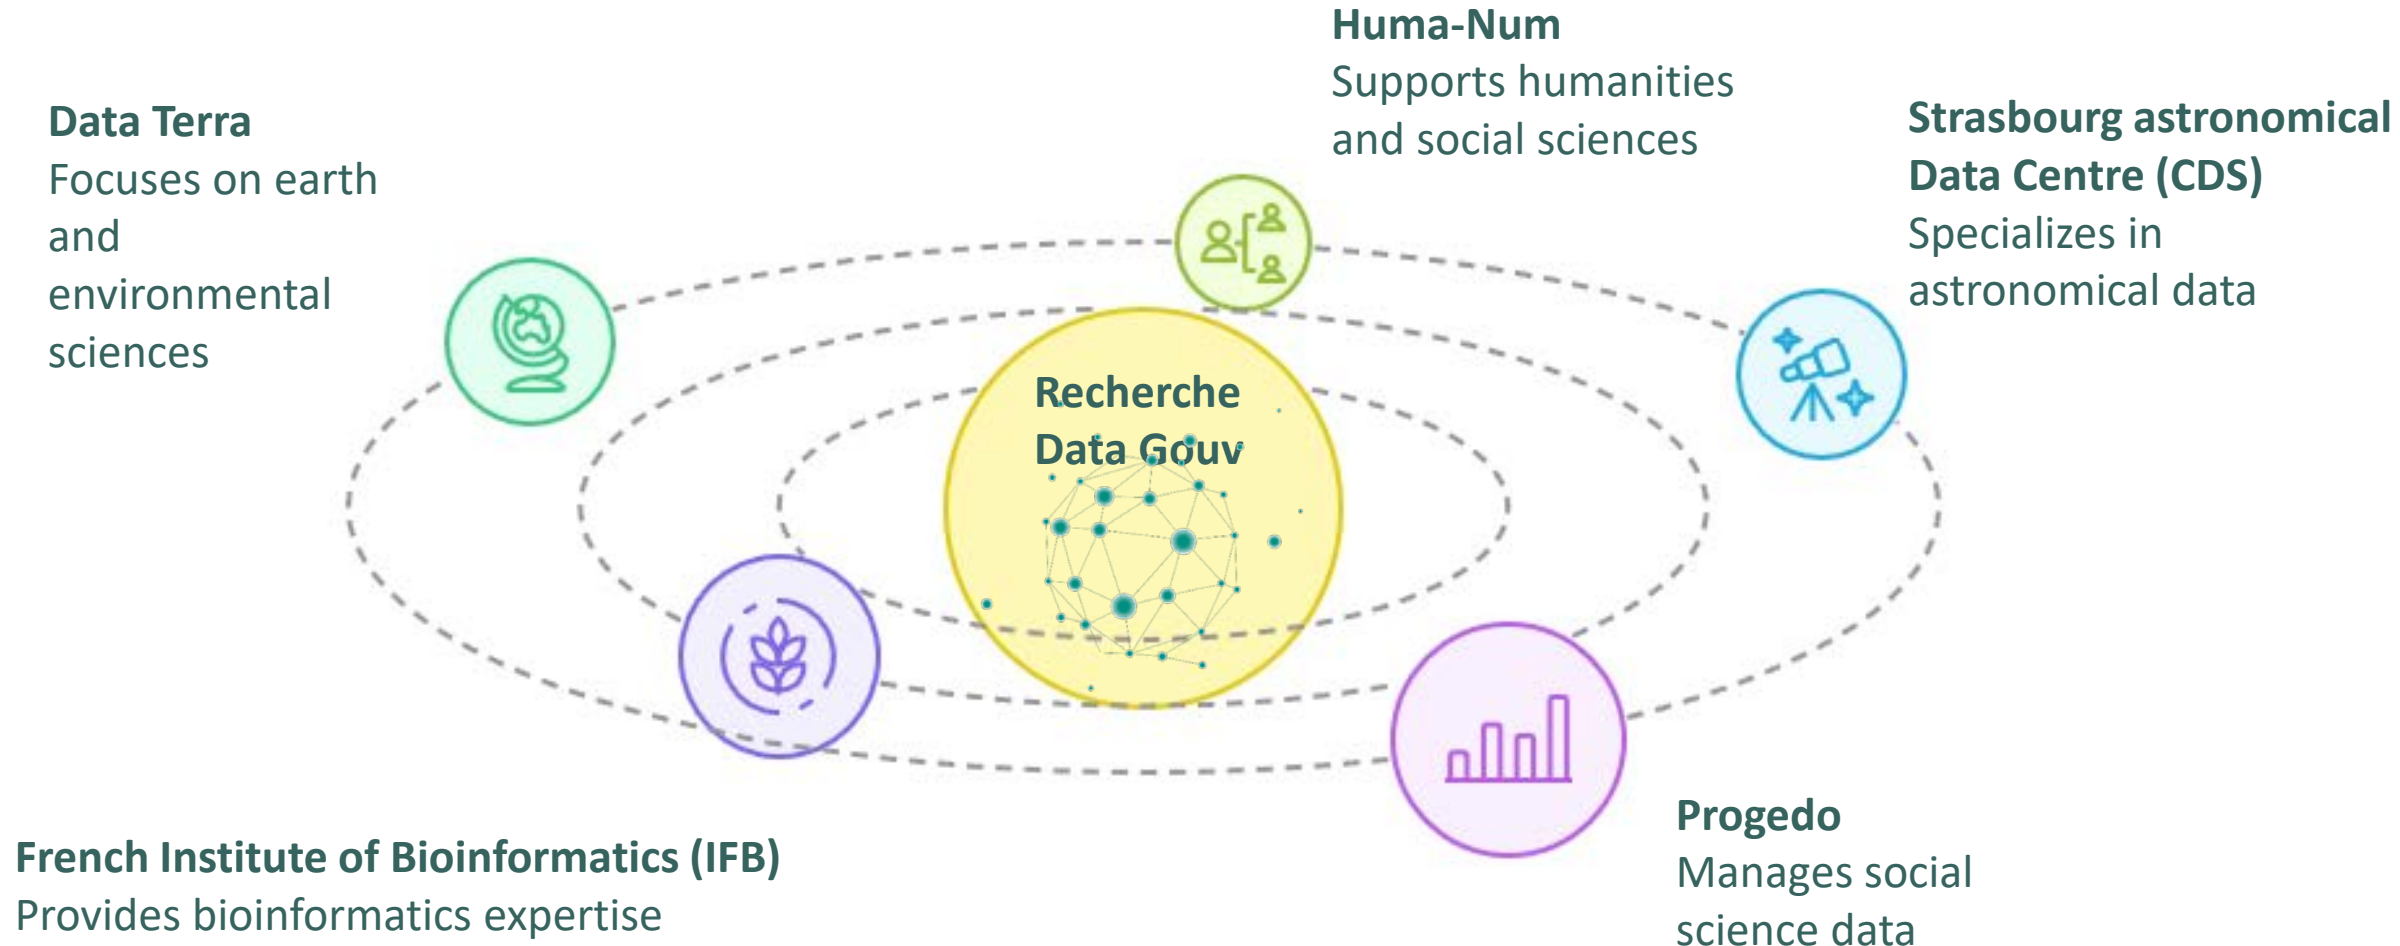 Huma-Num
Supports humanities
and social sciences
Data Terra
Focuses on earth
and
environmental
sciences
Strasbourg astronomical
Data Centre (CDS)
Specializes in
astronomical data
Recherche
Data Gouv
French Institute of Bioinformatics (IFB)
Provides bioinformatics expertise
Progedo
Manages social
science data